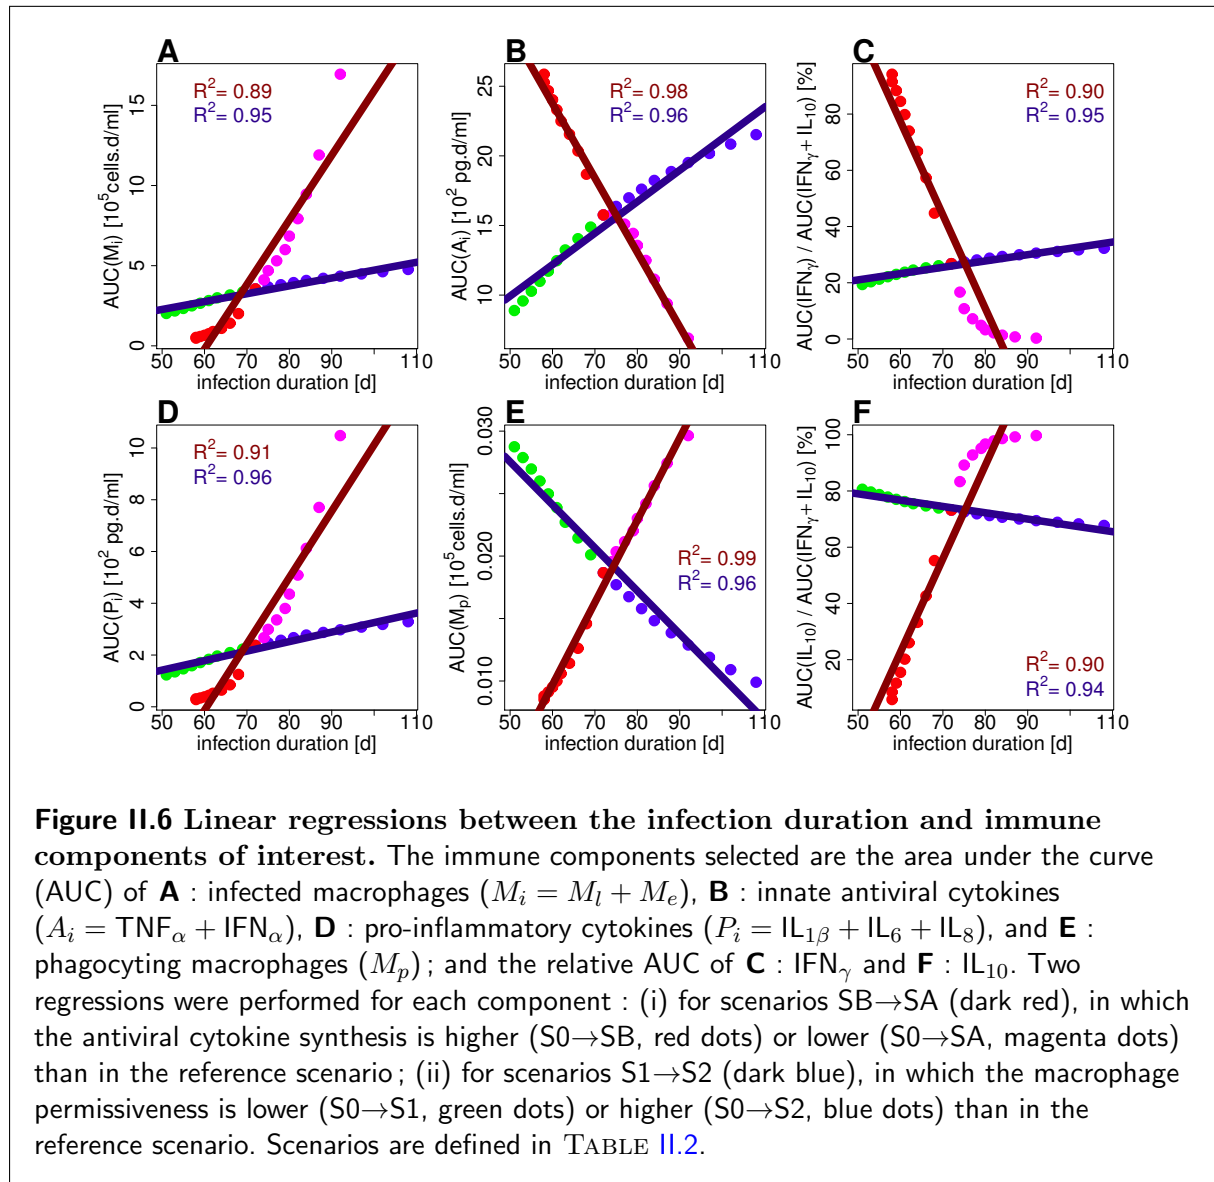 A
B
C
R2= 0.89
R2= 0.95
R2= 0.98
R2= 0.96
R2= 0.90
R2= 0.95
AUC(Mi) [10^5cells.d/ml]
0 5 10 15
50 60 70 80 90 110
infection duration [d]
AUC(Ai) [10^2 pg.d/ml]
10 15 20 25
50 60 70 80 90 110
infection duration [d]
AUC(IFNγ) / AUC(IFNγ+ IL10) [%]
0 20 40 60 80
50 60 70 80 90 110
infection duration [d]
D
E
F
R2= 0.91
R2= 0.96
R2= 0.99
R2= 0.96
R2= 0.90
R2= 0.94
AUC(Pi) [10^2 pg.d/ml]
0 2 4 6 8 10
50 60 70 80 90 110
infection duration [d]
AUC(Mp) [10^5cells.d/ml]
0.010 0.020 0.030
50 60 70 80 90 110
infection duration [d]
AUC(IL10) / AUC(IFNγ + IL10) [%]
20 40 60 80 100
50 60 70 80 90 110
infection duration [d]
Figure II.6 Linear regressions between the infection duration and immune
components of interest. The immune components selected are the area under the curve
(AUC) of A : infected macrophages (Mi = Ml + Me), B : innate antiviral cytokines
(Ai = TNFα + IFNα), D : pro-inflammatory cytokines (Pi = IL1β + IL6 + IL8), and E :
phagocyting macrophages (Mp) ; and the relative AUC of C : IFNγ and F : IL10. Two
regressions were performed for each component : (i) for scenarios SB→SA (dark red), in which
the antiviral cytokine synthesis is higher (S0→SB, red dots) or lower (S0→SA, magenta dots)
than in the reference scenario ; (ii) for scenarios S1→S2 (dark blue), in which the macrophage
permissiveness is lower (S0→S1, green dots) or higher (S0→S2, blue dots) than in the
reference scenario. Scenarios are defined in TABLE II.2.